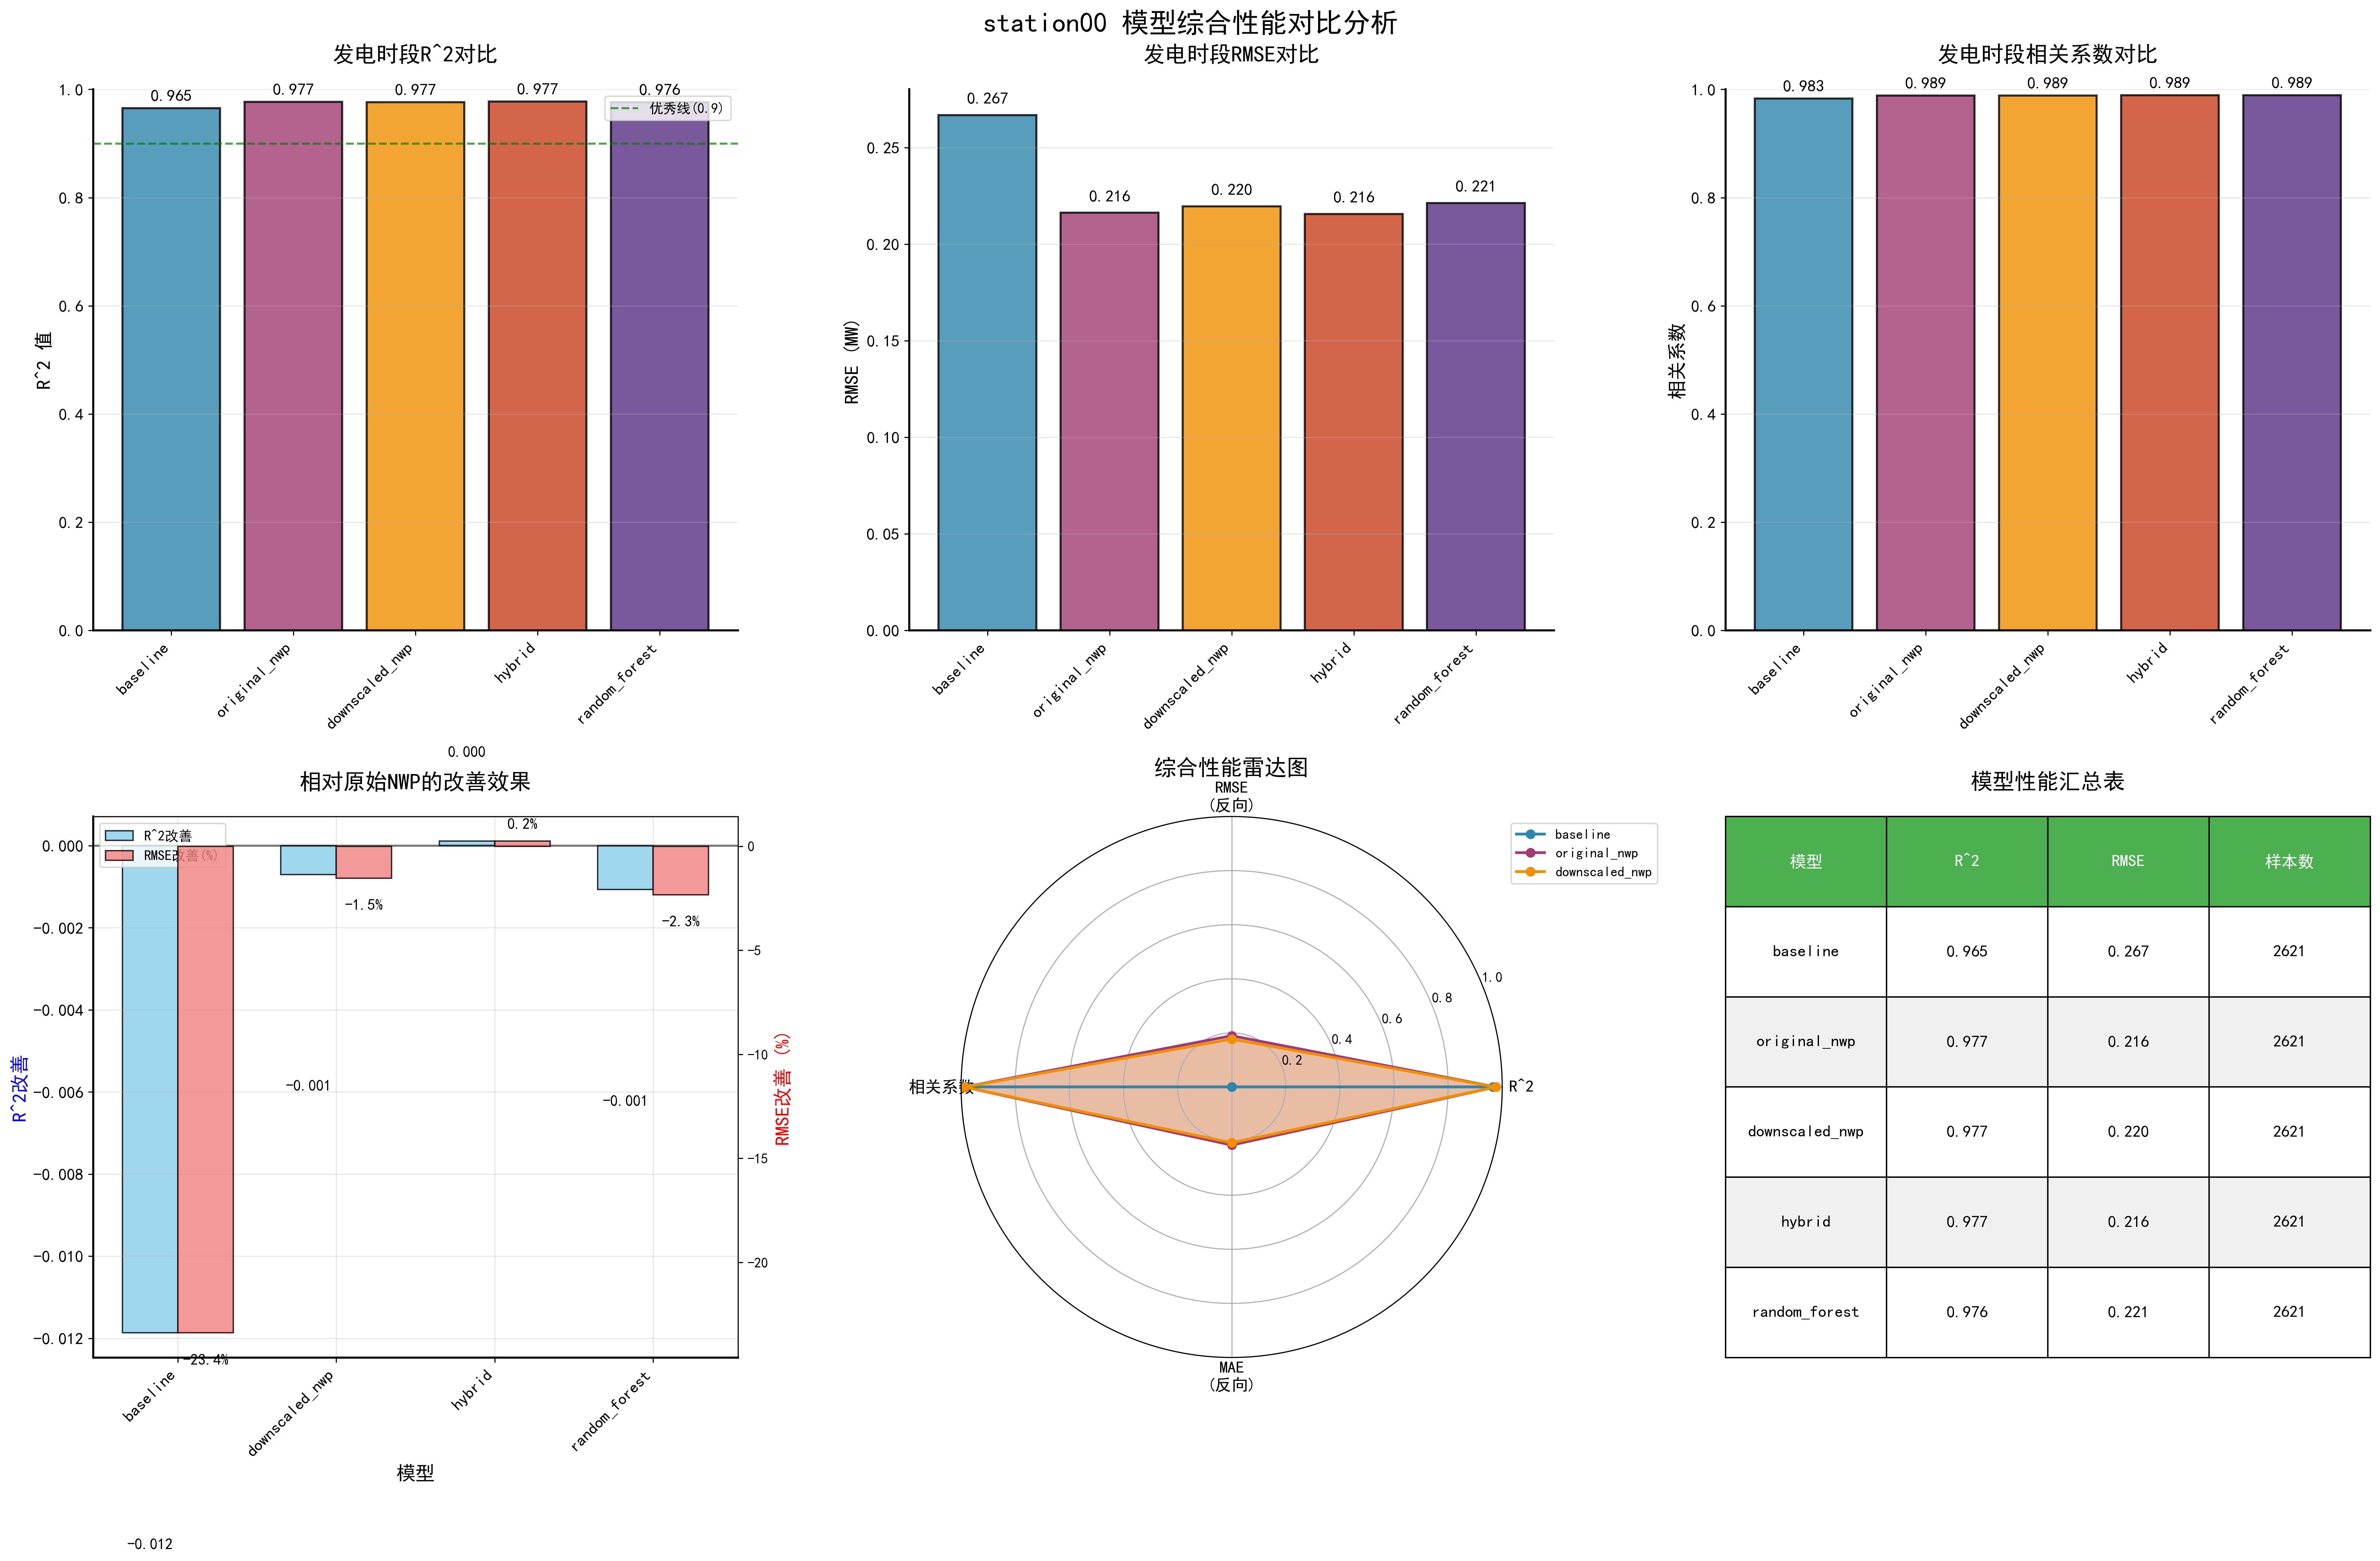 station00 模型综合性能对比分析
发电时段R^2对比
R^2 值
1.0
0.8
0.6
0.4
0.2
0.0
0.965
0.977
0.977
0.977
0.976
优秀线(0.9)
baseline
original_nwp
downscaled_nwp
hybrid
random_forest
发电时段RMSE对比
RMSE (MW)
0.25
0.20
0.15
0.10
0.05
0.00
0.267
0.216
0.220
0.216
0.221
baseline
original_nwp
downscaled_nwp
hybrid
random_forest
发电时段相关系数对比
相关系数
1.0
0.8
0.6
0.4
0.2
0.0
0.983
0.989
0.989
0.989
0.989
baseline
original_nwp
downscaled_nwp
hybrid
random_forest
0.000
相对原始NWP的改善效果
R^2改善
RMSE改善(%)
R^2改善
0.000
-0.002
-0.004
-0.006
-0.008
-0.010
-0.012
0.2%
-1.5%
-2.3%
-0.001
-0.001
-23.4%
0
-5
-10
-15
-20
RMSE改善 (%)
baseline
downscaled_nwp
hybrid
random_forest
模型
-0.012
综合性能雷达图
RMSE
(反向)
baseline
original_nwp
downscaled_nwp
1.0
0.8
0.6
0.4
0.2
相关系数
R^2
MAE
(反向)
模型性能汇总表
模型 R^2 RMSE 样本数
baseline 0.965 0.267 2621
original_nwp 0.977 0.216 2621
downscaled_nwp 0.977 0.220 2621
hybrid 0.977 0.216 2621
random_forest 0.976 0.221 2621